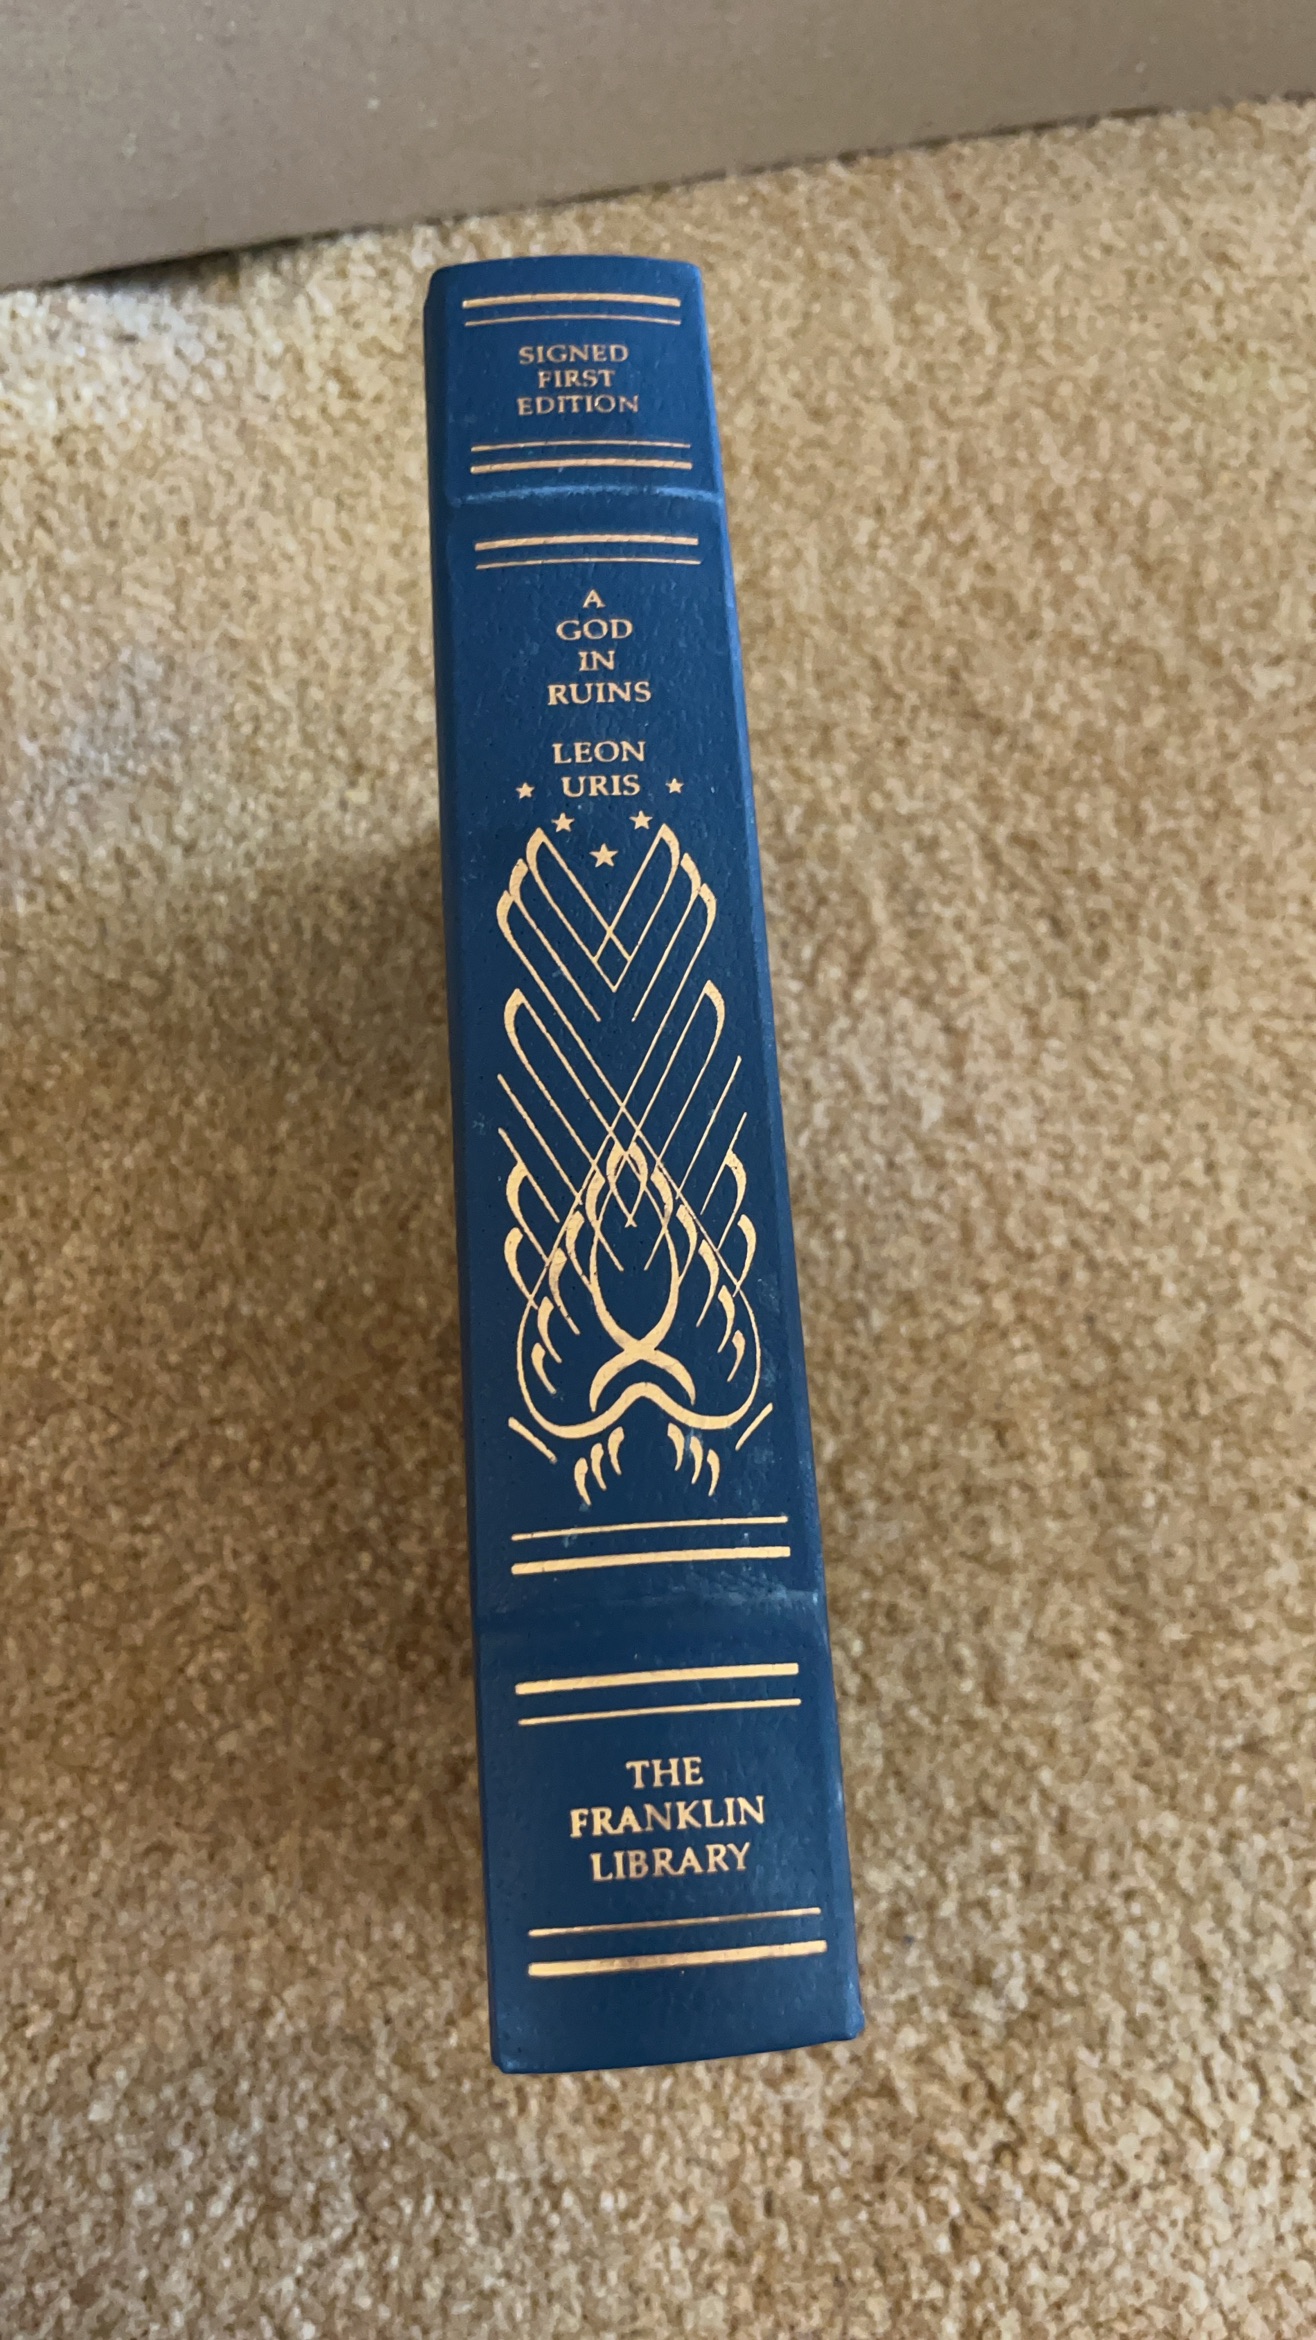 SIGNED
FIRST
EDITION
A
GOD
IN
RUINS
LEON
URIS
THE
FRANKLIN
LIBRARY